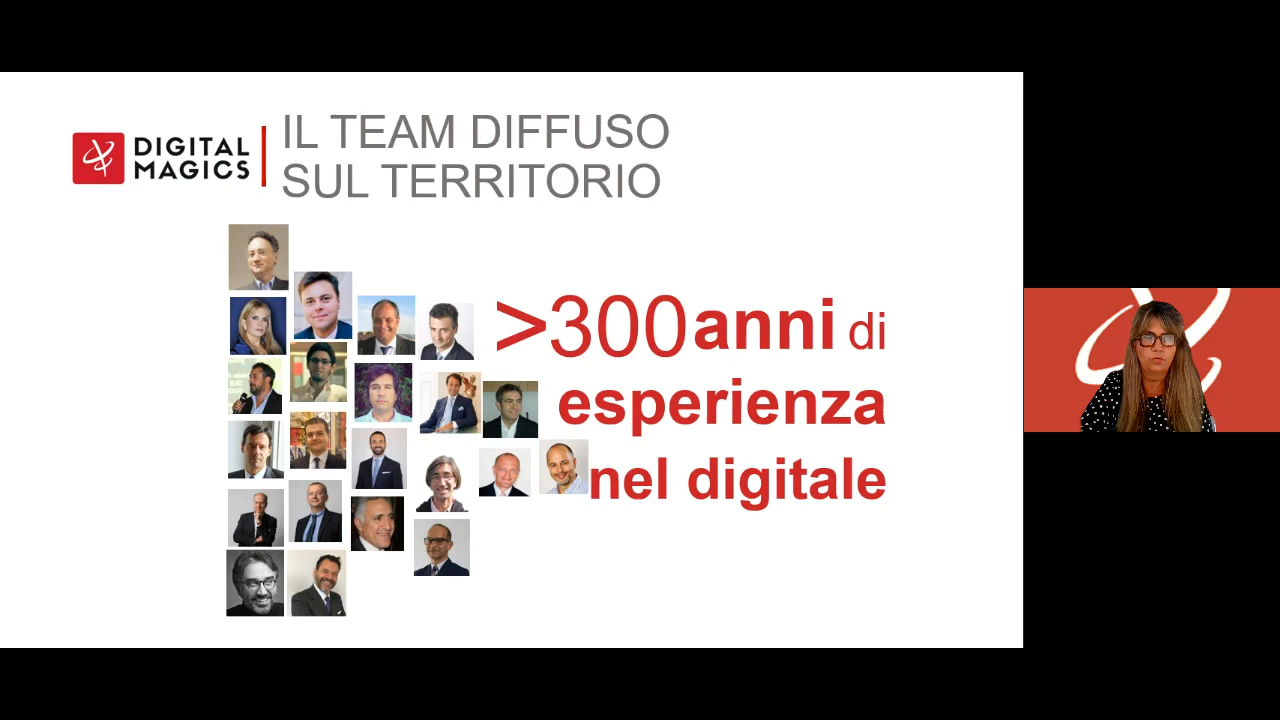 DIGITAL
MAGICS
IL TEAM DIFFUSO
SUL TERRITORIO
>300 anni di
esperienza
nel digitale